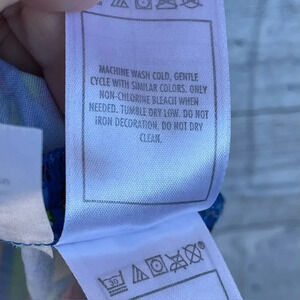 MACHINE WASH COLD, GENTLE
CYCLE WITH SIMILAR COLORS. ONLY
NON-CHLORINE BLEACH WHEN
NEEDED. TUMBLE DRY LOW. DO NOT
IRON DECORATION. DO NOT DRY
CLEAN.